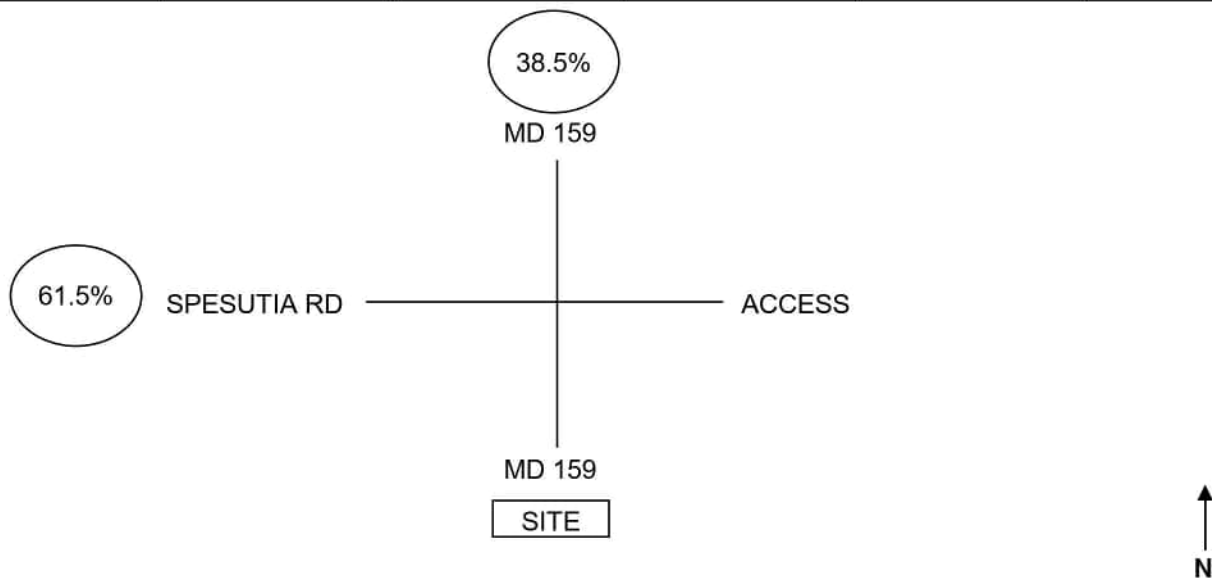 38.5%
MD 159
61.5%
SPESUTIA RD
ACCESS
MD 159
SITE
N